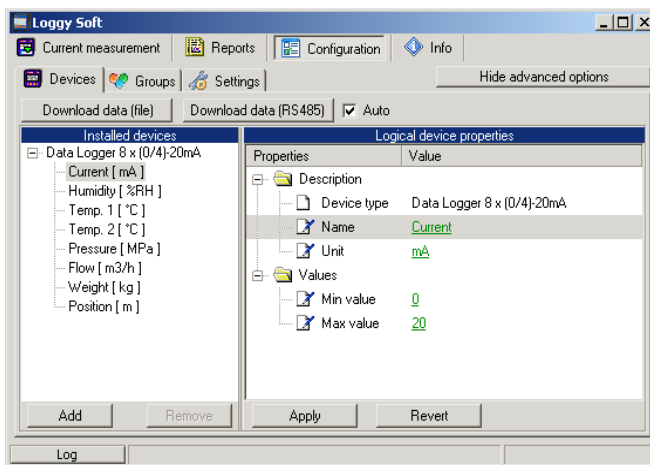 Loggy Soft
Current measurement Reports Configuration Info
Devices Groups Settings Hide advanced options
Download data (file) Download data (RS485) Auto
Installed devices
Data Logger 8 x (0/4)-20mA
Current [ mA ]
Humidity [ %RH ]
Temp. 1 [ °C ]
Temp. 2 [ °C ]
Pressure [ MPa ]
Flow [ m3/h ]
Weight [ kg ]
Position [ m ]
Add Remove
Logical device properties
Properties Value
Description
Device type Data Logger 8 x (0/4)-20mA
Name Current
Unit mA
Values
Min value 0
Max value 20
Apply Revert
Log